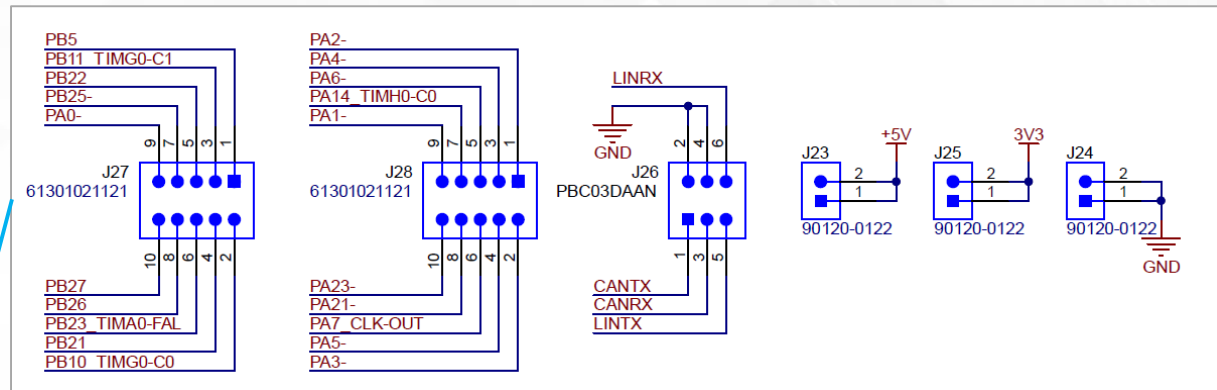 PB5
PB11_TIMG0-C1
PB22
PB25-
PA0-
9 7 5 3 1
J27
61301021121
10 8 6 4 2
PB27
PB26
PB23_TIMA0-FAL
PB21
PB10_TIMG0-C0
PA2-
PA4-
PA6-
PA14_TIMH0-C0
PA1-
9 7 5 3 1
J28
61301021121
10 8 6 4 2
PA23-
PA21-
PA7_CLK-OUT
PA5-
PA3-
LINRX
GND
2 4 6
J26
PBC03DAAN
1 3 5
CANTX
CANRX
LINTX
+5V
J23
2
1
90120-0122
3V3
J25
2
1
90120-0122
J24
2
1
90120-0122
GND